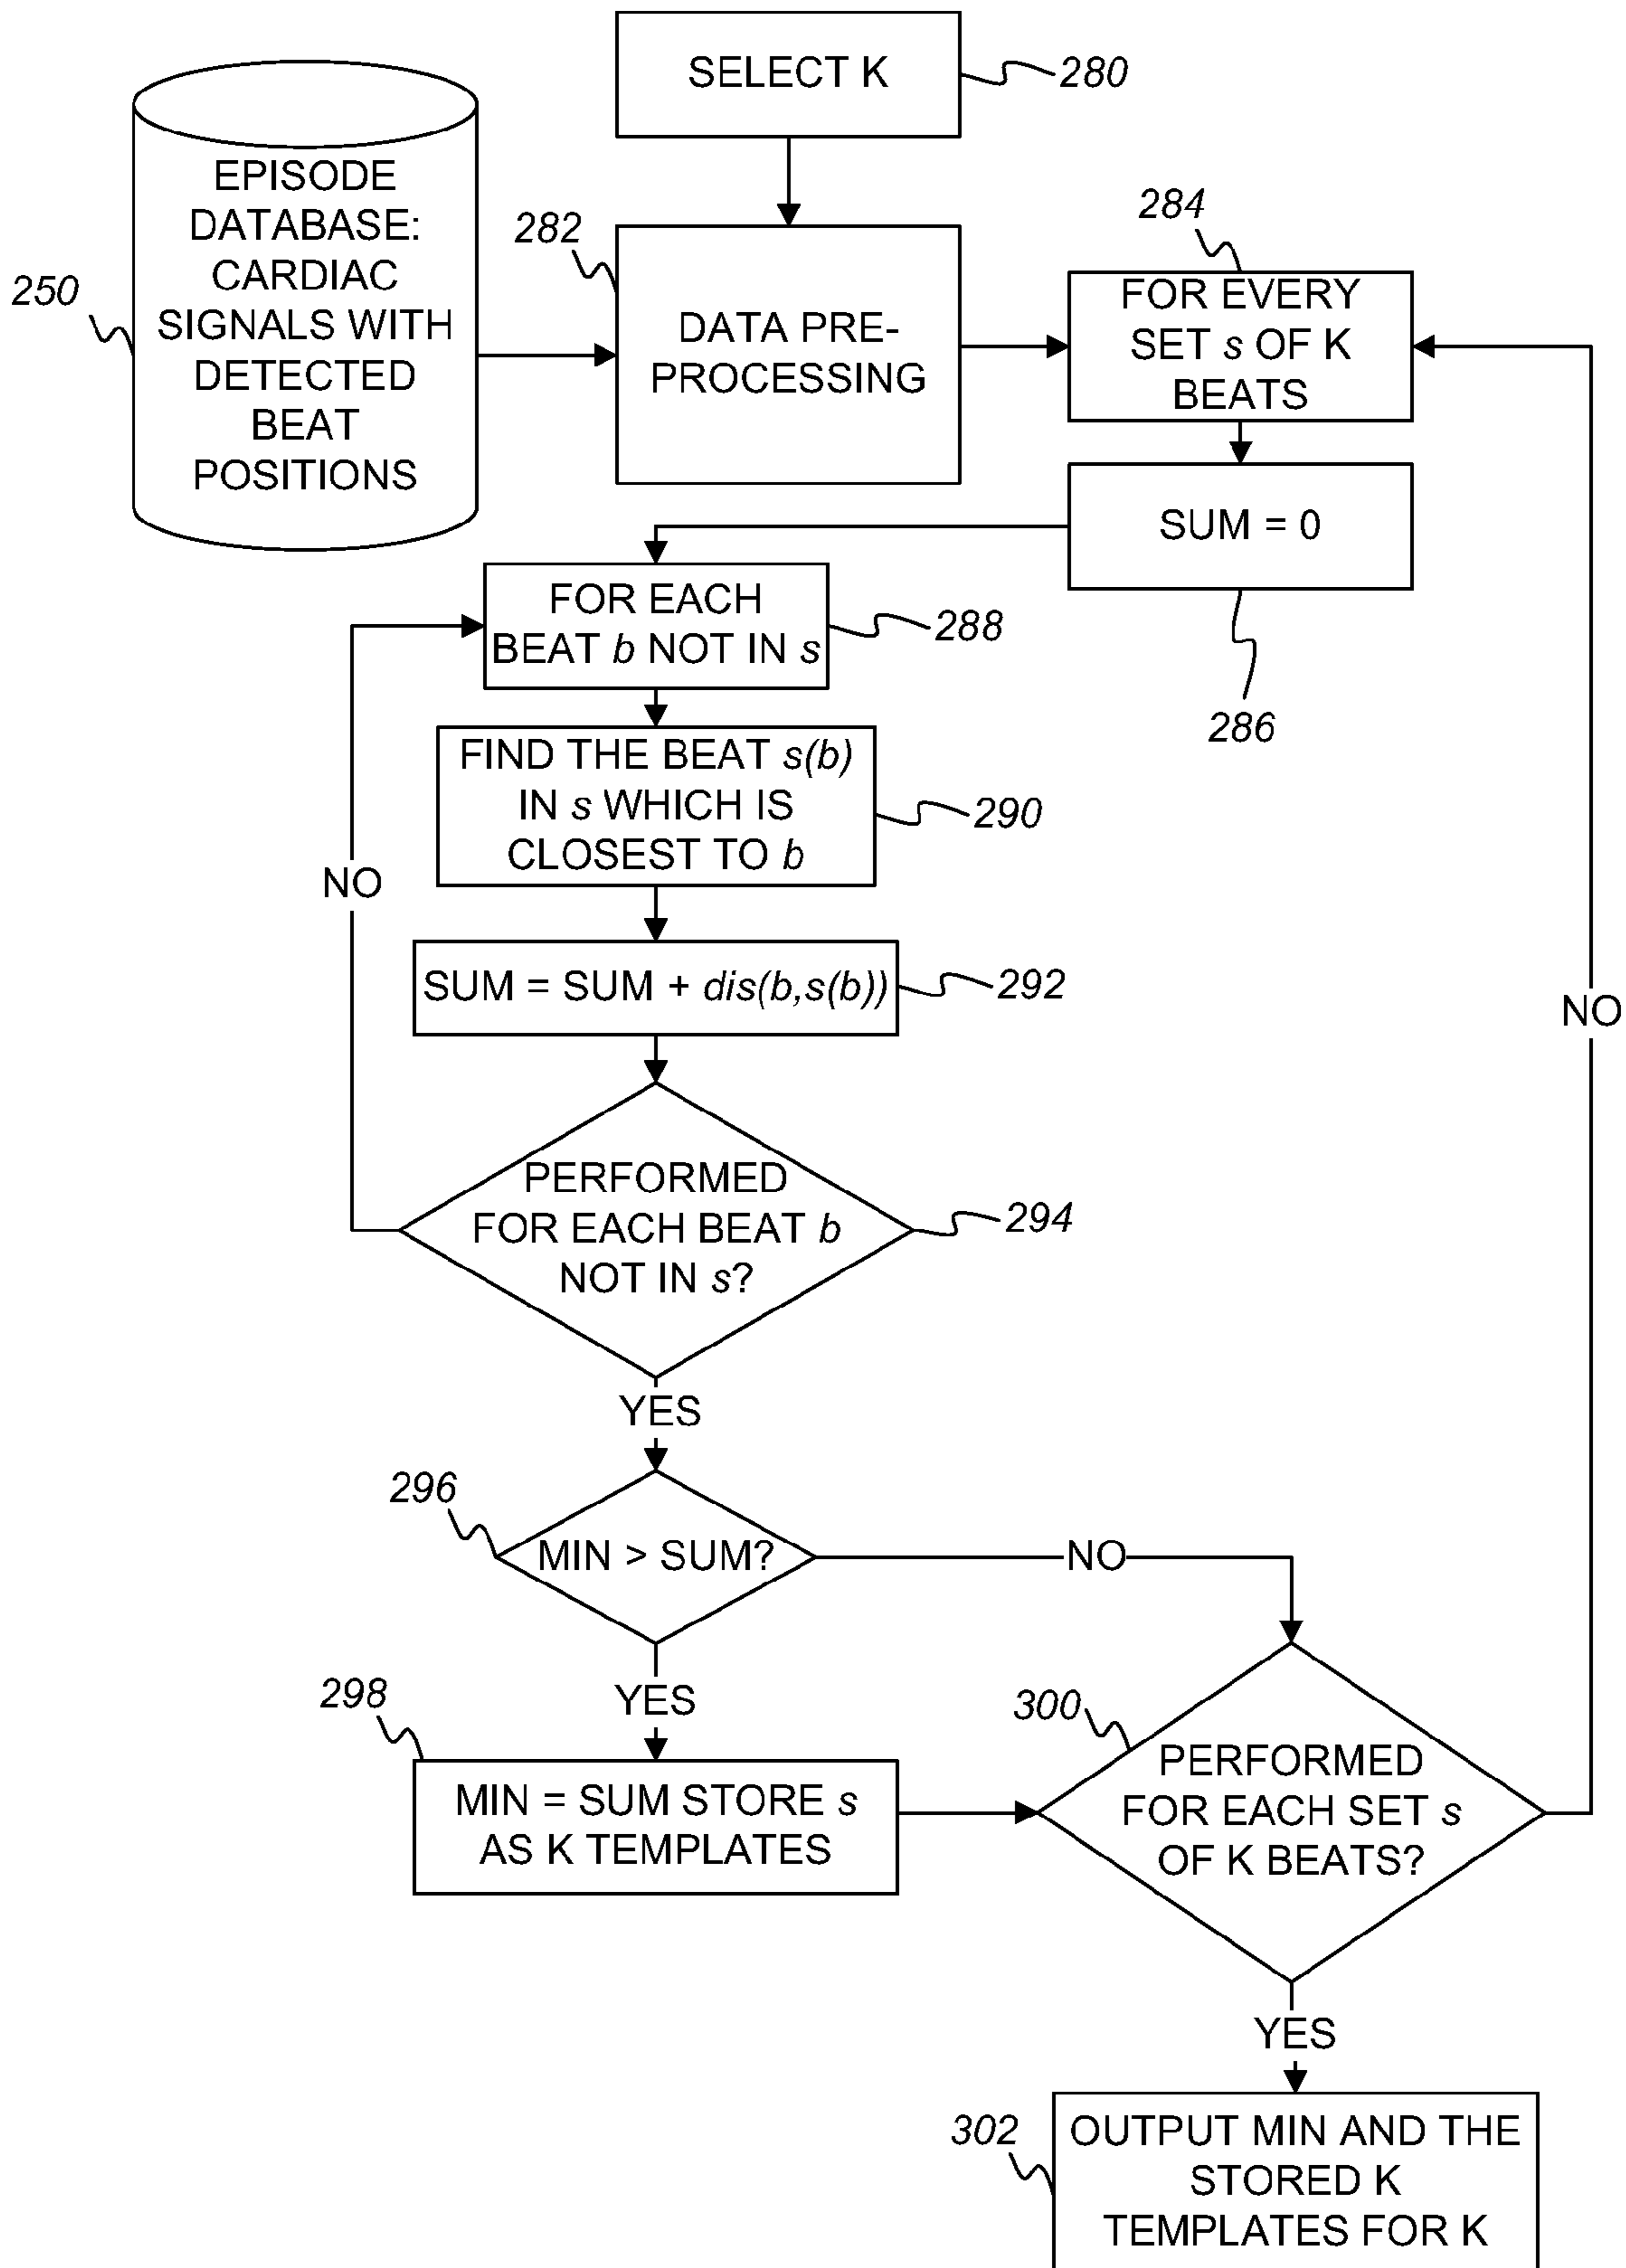 SELECT K
280
EPISODE
DATABASE:
CARDIAC
SIGNALS WITH
DETECTED
BEAT
POSITIONS
250
282
DATA PRE-
PROCESSING
284
FOR EVERY
SET s OF K
BEATS
SUM = 0
286
FOR EACH
BEAT b NOT IN s
288
FIND THE BEAT s(b)
IN s WHICH IS
CLOSEST TO b
290
NO
SUM = SUM + dis(b,s(b))
292
NO
PERFORMED
FOR EACH BEAT b
NOT IN s?
294
YES
296
MIN > SUM?
NO
YES
298
MIN = SUM STORE s
AS K TEMPLATES
300
PERFORMED
FOR EACH SET s
OF K BEATS?
YES
302
OUTPUT MIN AND THE
STORED K
TEMPLATES FOR K